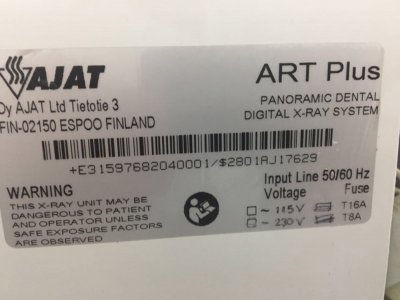 AJAT
Oy AJAT Ltd Tietotie 3
FIN-02150 ESPOO FINLAND
ART Plus
PANORAMIC DENTAL
DIGITAL X-RAY SYSTEM
+E31597682040001/$2801AJ17629
WARNING
THIS X-RAY UNIT MAY BE
DANGEROUS TO PATIENT
AND OPERATOR UNLESS
SAFE EXPOSURE FACTORS
ARE OBSERVED
Input Line 50/60 Hz
Voltage Fuse
~ 115V T16A
~ 230V T8A